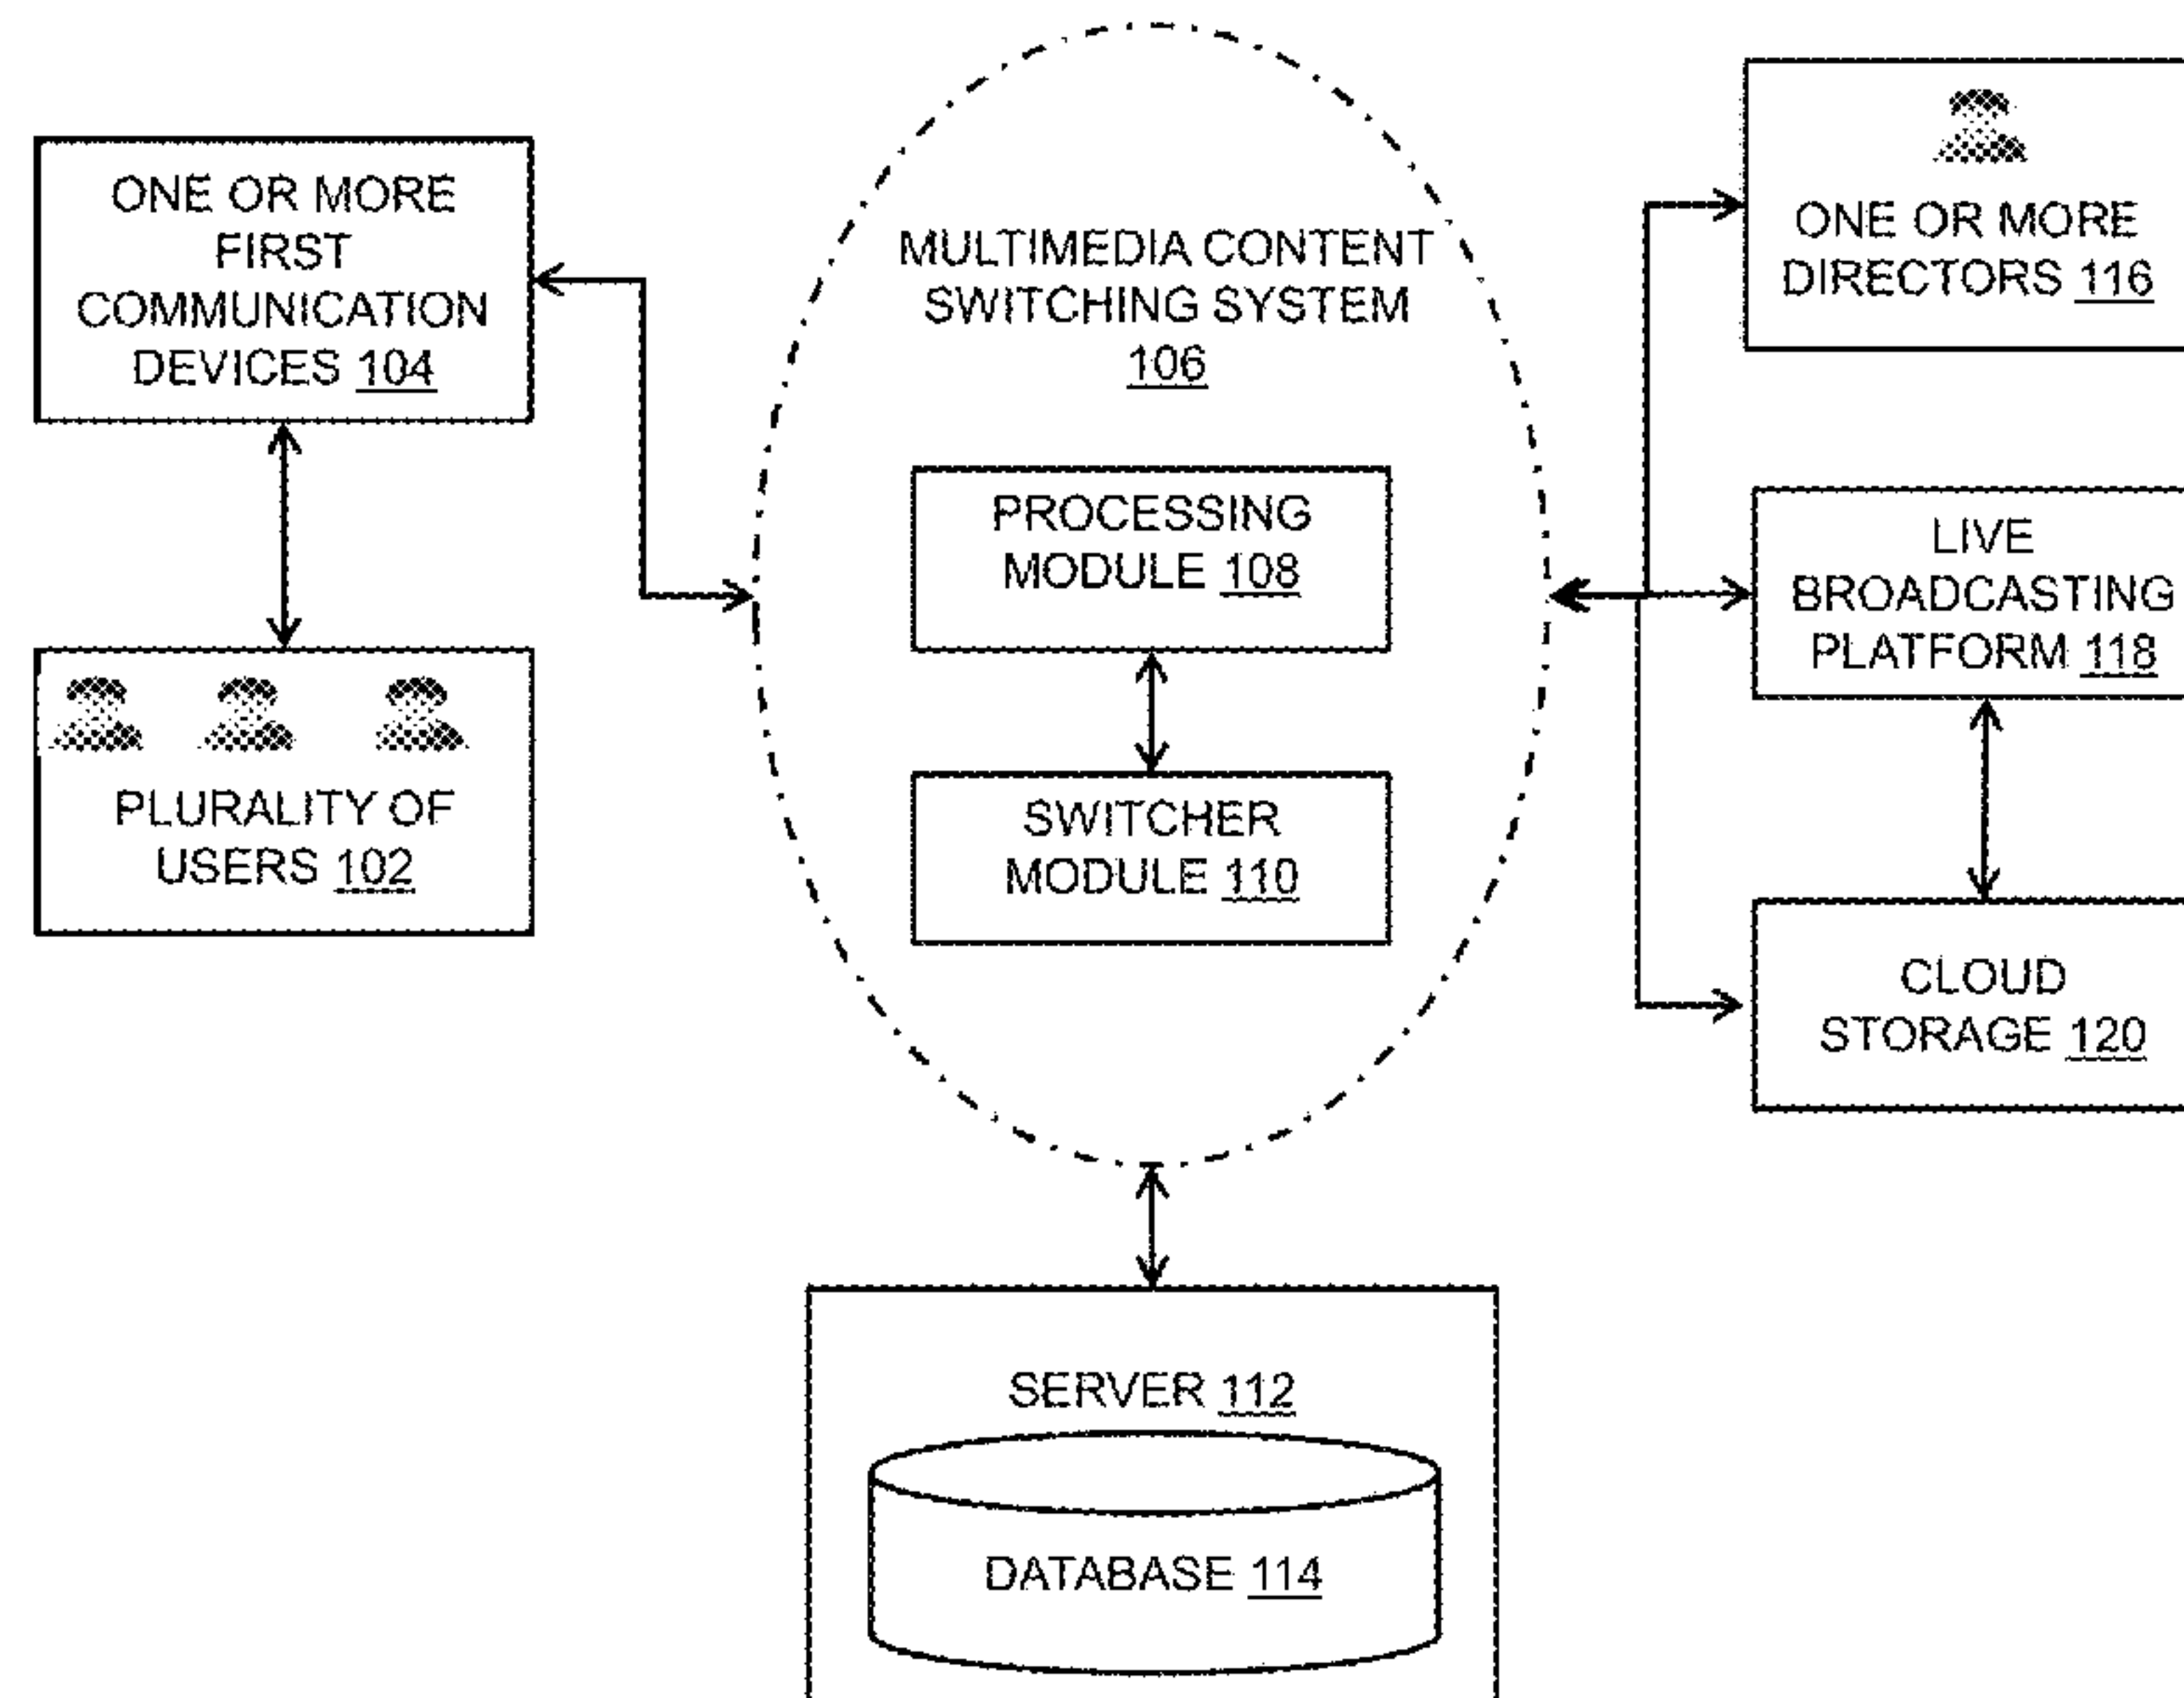 ONE OR MORE
FIRST
COMMUNICATION
DEVICES 104
PLURALITY OF
USERS 102
MULTIMEDIA CONTENT
SWITCHING SYSTEM
106
PROCESSING
MODULE 108
SWITCHER
MODULE 110
SERVER 112
DATABASE 114
ONE OR MORE
DIRECTORS 116
LIVE
BROADCASTING
PLATFORM 118
CLOUD
STORAGE 120